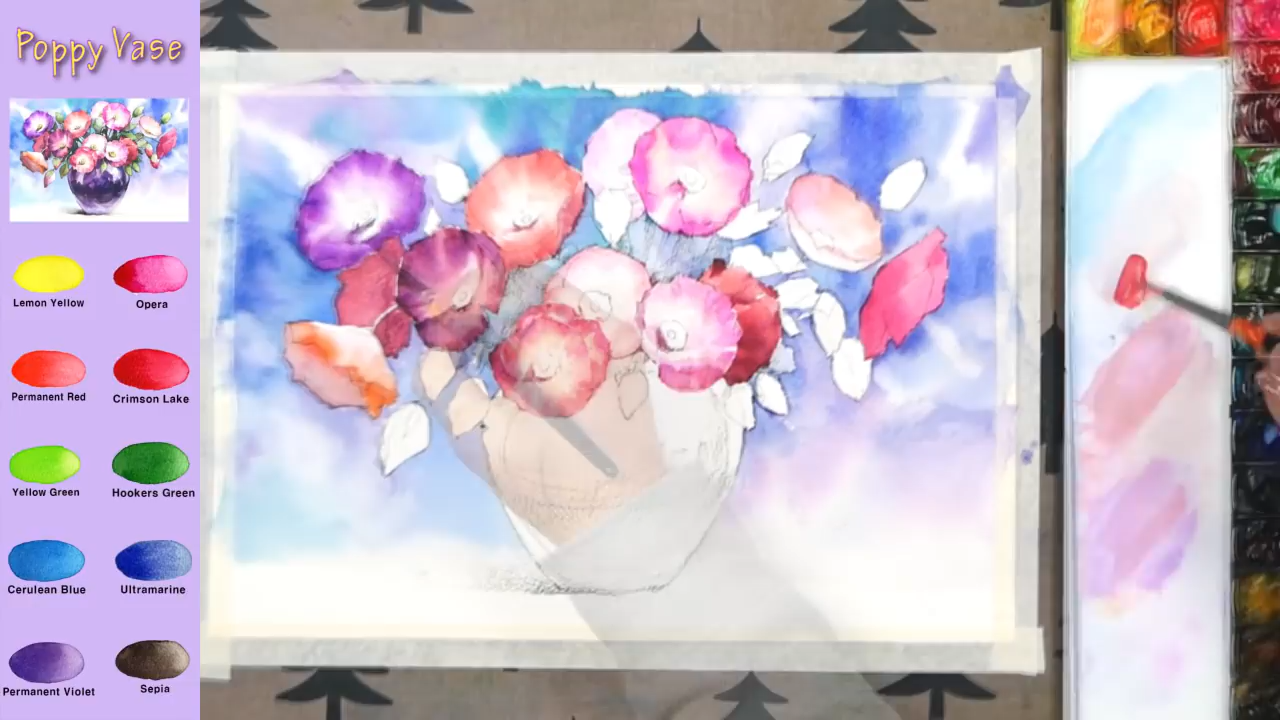 Poppy Vase
Lemon Yellow
Opera
Permanent Red
Crimson Lake
Yellow Green
Hookers Green
Cerulean Blue
Ultramarine
Permanent Violet
Sepia